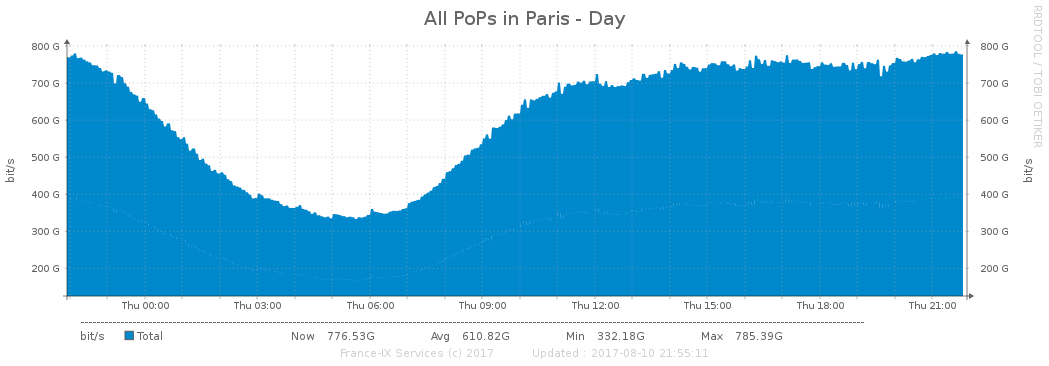 All PoPs in Paris - Day
RRDTOOL / TOBI OETIKER
800 G 800 G
700 G 700 G
600 G 600 G
500 G 500 G
400 G 400 G
300 G 300 G
200 G 200 G
bit/s bit/s
Thu 00:00 Thu 03:00 Thu 06:00 Thu 09:00 Thu 12:00 Thu 15:00 Thu 18:00 Thu 21:00
bit/s Total Now 776.53G Avg 610.82G Min 332.18G Max 785.39G
France-IX Services (c) 2017 Updated : 2017-08-10 21:55:11